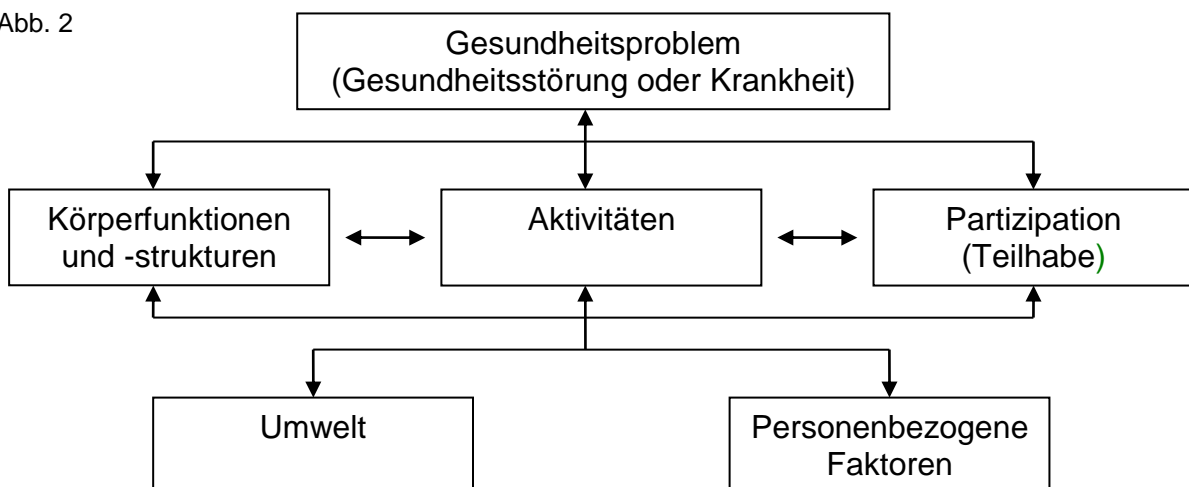 Abb. 2
Gesundheitsproblem
(Gesundheitsstörung oder Krankheit)
Körperfunktionen
und -strukturen
Aktivitäten
Partizipation
(Teilhabe)
Umwelt
Personenbezogene
Faktoren